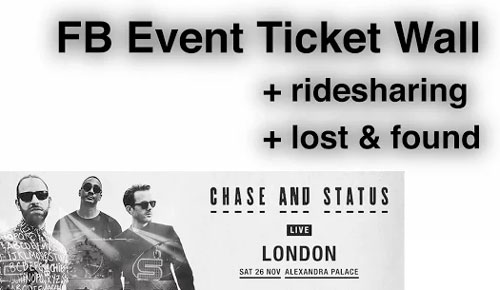 FB Event Ticket Wall
+ ridesharing
+ lost & found
CHASE AND STATUS
LIVE
LONDON
SAT 26 NOV ALEXANDRA PALACE